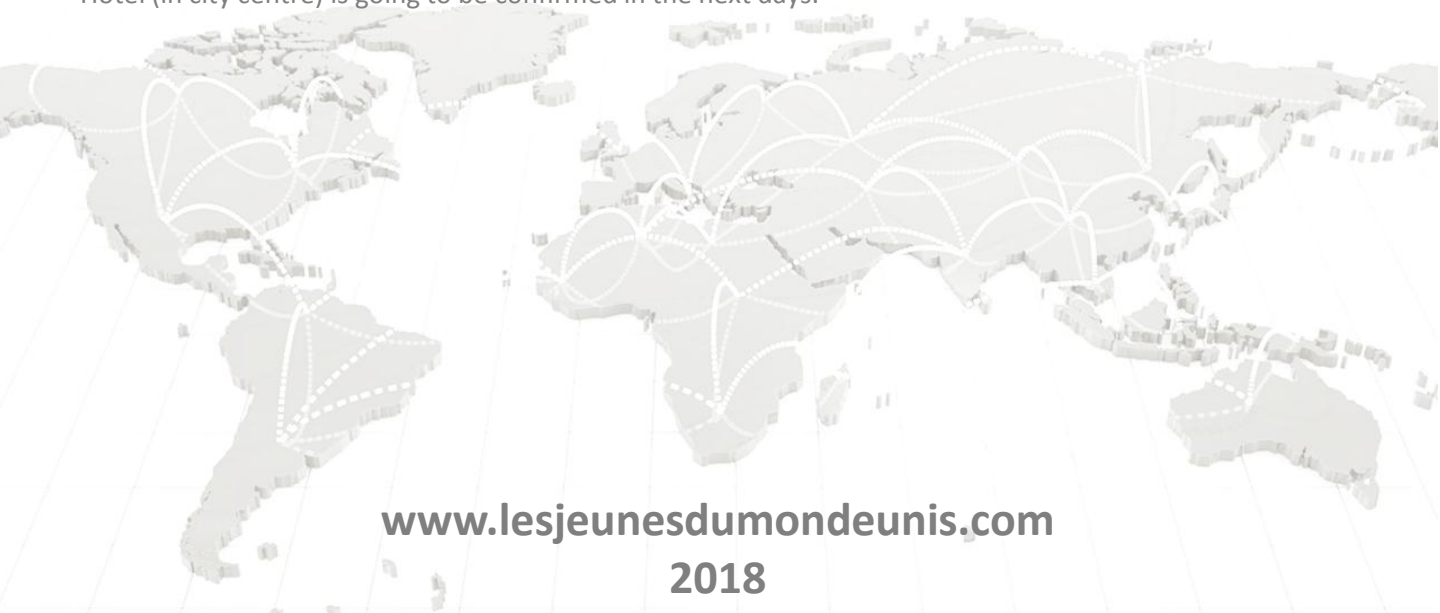 Hotel (in city centre) is going to be confirmed in the next days.
www.lesjeunesdumondeunis.com
2018